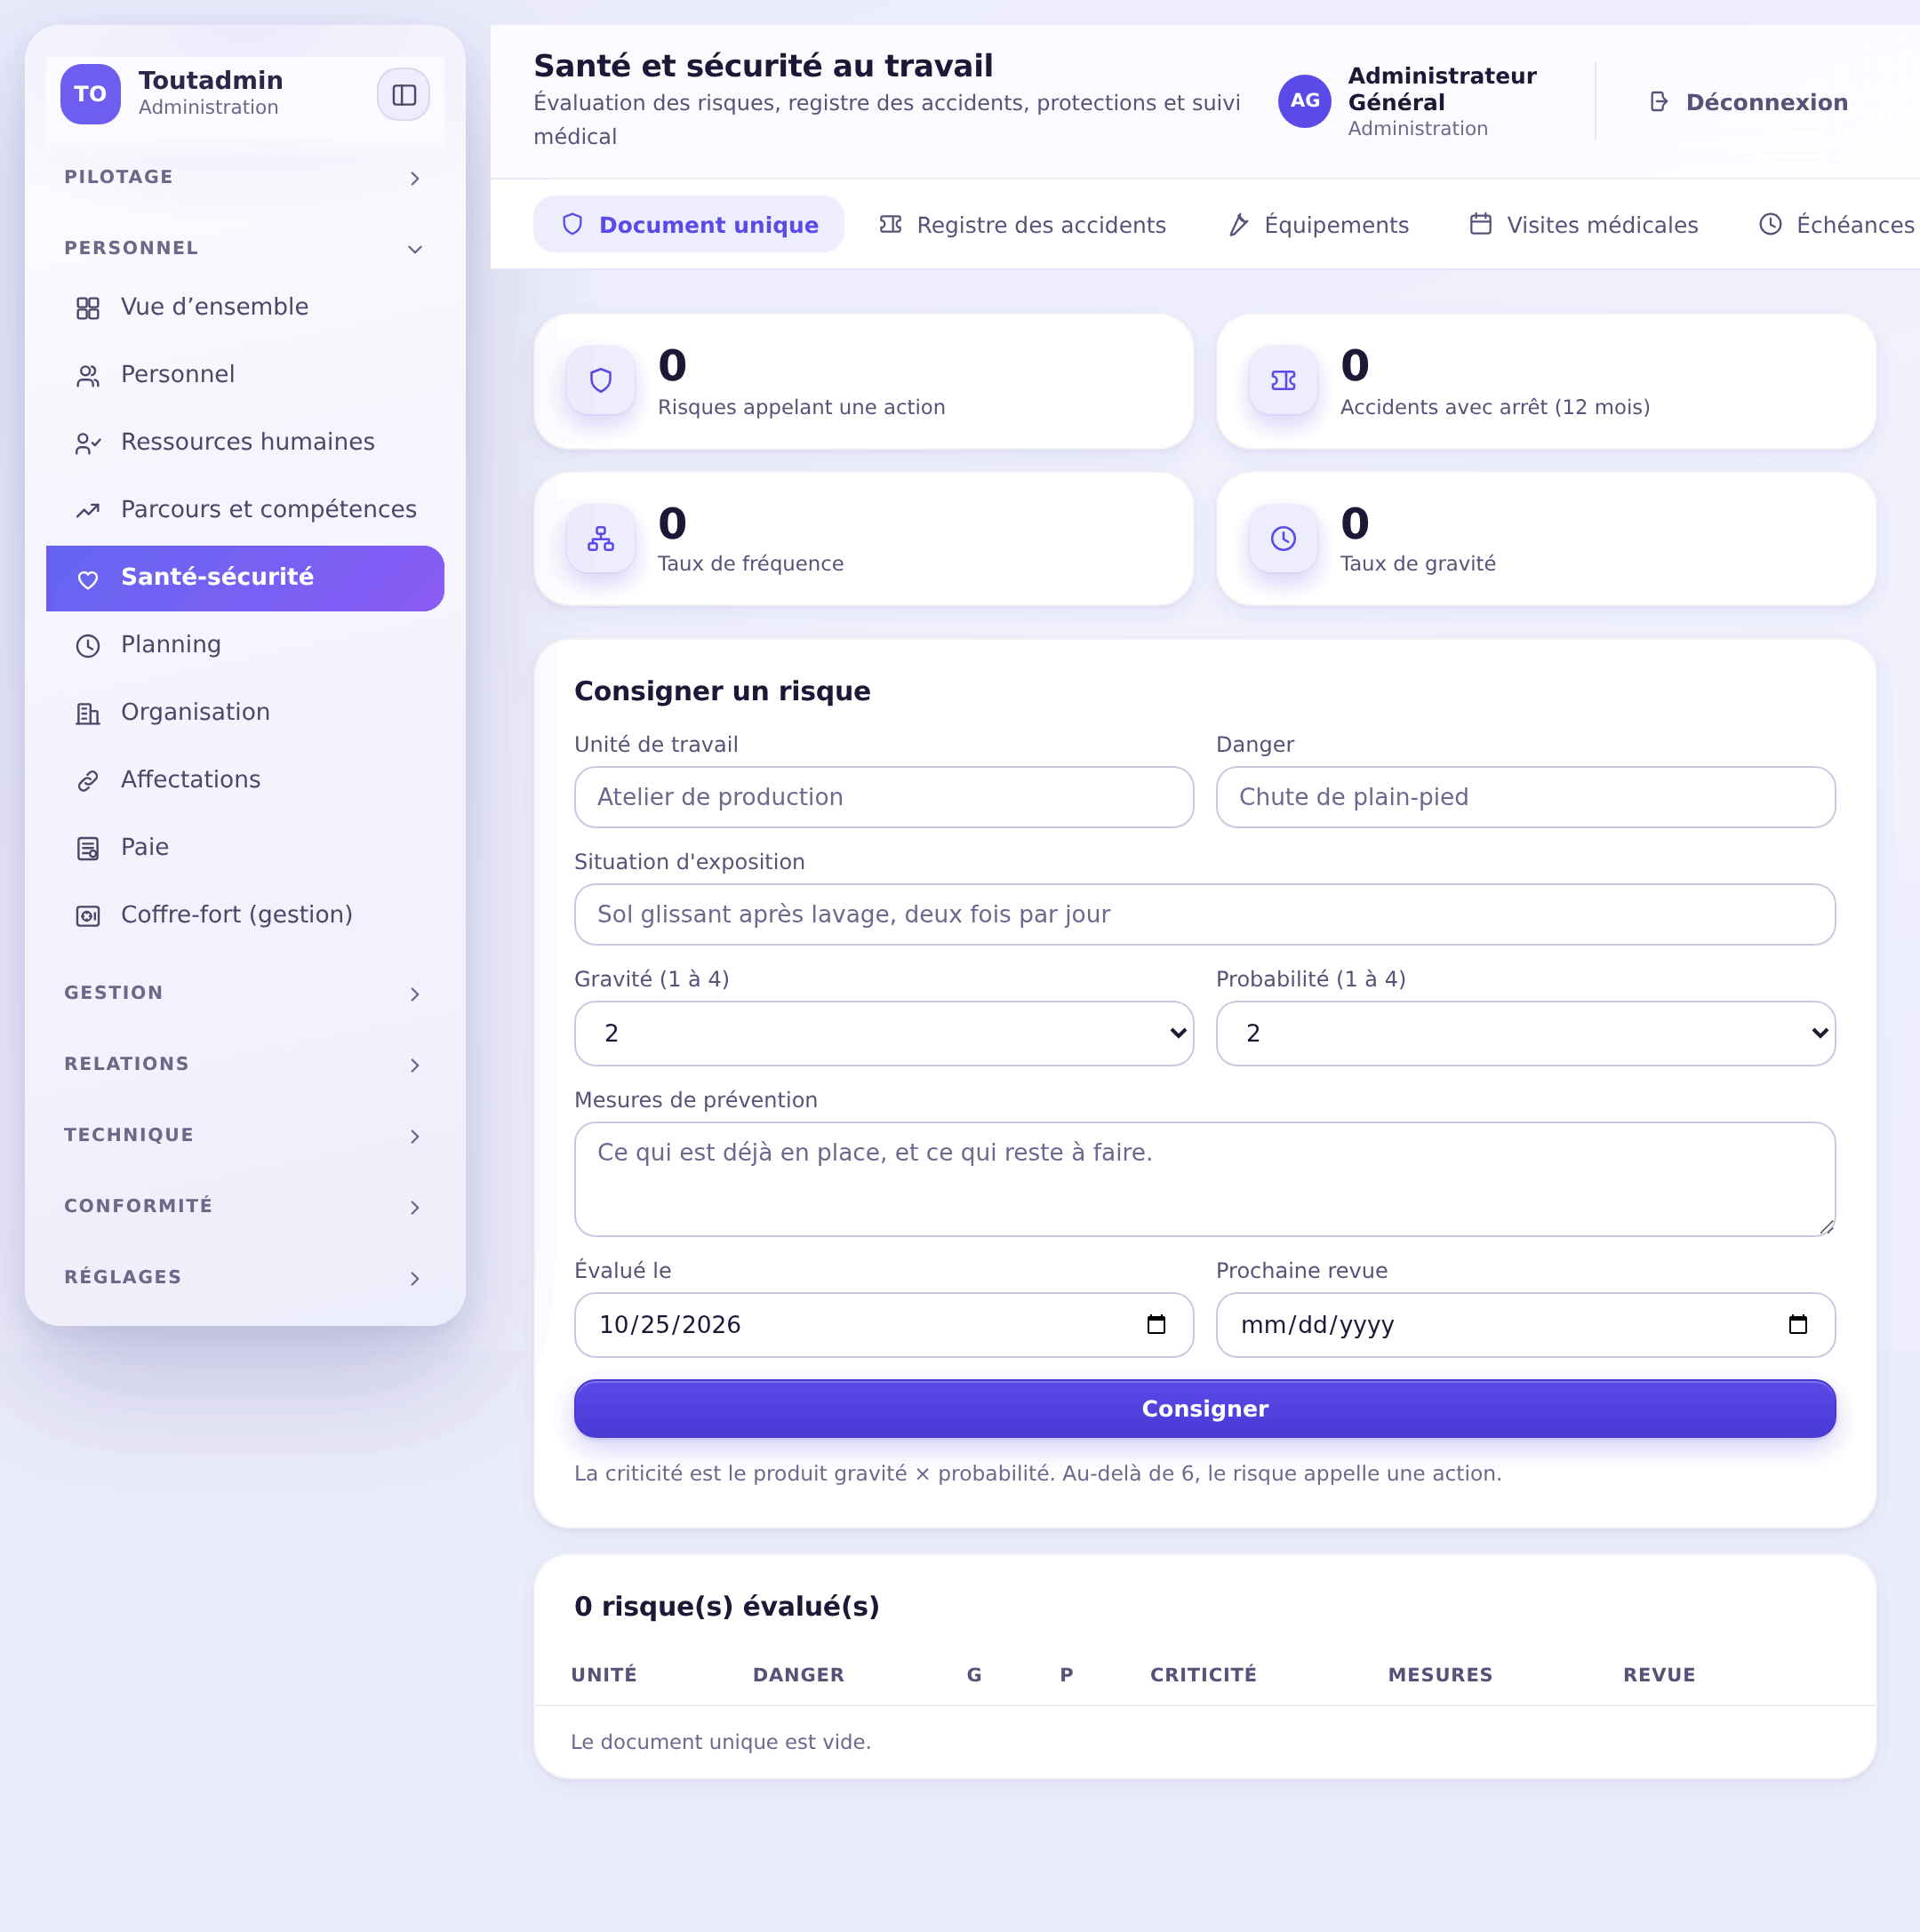 TO
Toutadmin
Administration
PILOTAGE
PERSONNEL
Vue d’ensemble
Personnel
Ressources humaines
Parcours et compétences
Santé-sécurité
Planning
Organisation
Affectations
Paie
Coffre-fort (gestion)
GESTION
RELATIONS
TECHNIQUE
CONFORMITÉ
RÉGLAGES
Santé et sécurité au travail
Évaluation des risques, registre des accidents, protections et suivi
médical
AG
Administrateur
Général
Administration
Déconnexion
Document unique
Registre des accidents
Équipements
Visites médicales
Échéances
0
Risques appelant une action
0
Accidents avec arrêt (12 mois)
0
Taux de fréquence
0
Taux de gravité
Consigner un risque
Unité de travail
Danger
Atelier de production
Chute de plain-pied
Situation d'exposition
Sol glissant après lavage, deux fois par jour
Gravité (1 à 4)
Probabilité (1 à 4)
2
2
Mesures de prévention
Ce qui est déjà en place, et ce qui reste à faire.
Évalué le
Prochaine revue
10/25/2026
mm/dd/yyyy
Consigner
La criticité est le produit gravité × probabilité. Au-delà de 6, le risque appelle une action.
0 risque(s) évalué(s)
UNITÉ DANGER G P CRITICITÉ MESURES REVUE
Le document unique est vide.